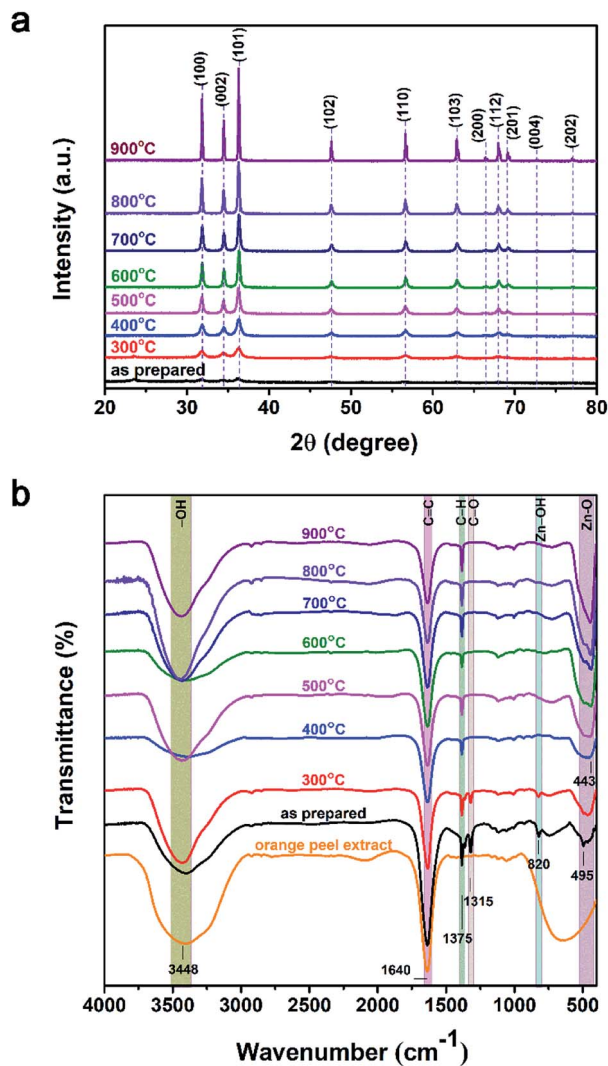 a
(100)
(002)
(101)
(102)
(110)
(103)
(200)
(112)
(201)
(004)
(202)
900°C
800°C
700°C
600°C
500°C
400°C
300°C
as prepared
Intensity (a.u.)
20 30 40 50 60 70 80
2θ (degree)
b
–OH
C=C
C–H
C–O
Zn-OH
Zn-O
900°C
800°C
700°C
600°C
500°C
400°C
300°C
as prepared
orange peel extract
443
495
820
1315
1375
1640
3448
Transmittance (%)
4000 3500 3000 2500 2000 1500 1000 500
Wavenumber (cm⁻¹)